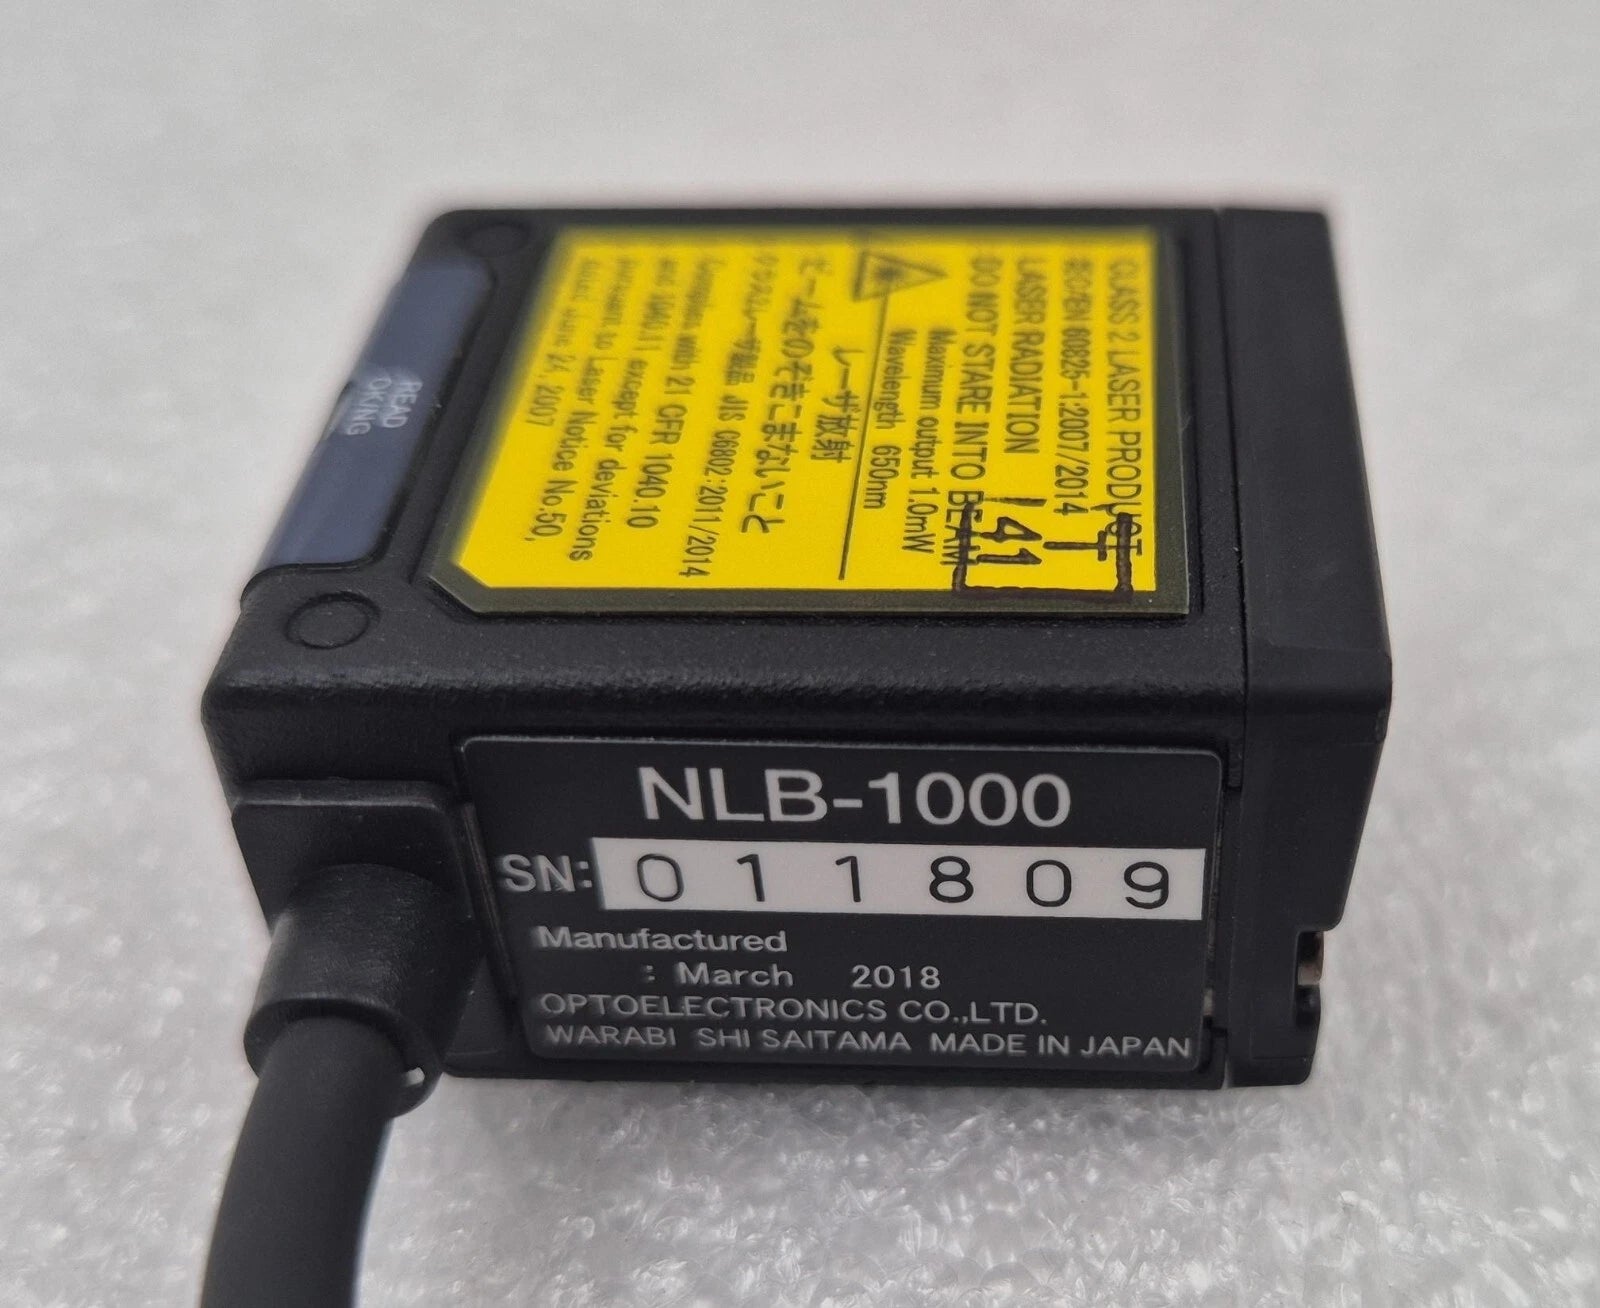 CLASS 2 LASER PRODUCT
IEC/EN 60825-1:2007/2014
LASER RADIATION
DO NOT STARE INTO BEAM
Maximum output 1.0mW
Wavelength 650nm
レーザ放射
ビームをのぞきこまないこと
クラス2レーザ製品 JIS C6802:2011/2014
Complies with 21 CFR 1040.10
and 1040.11 except for deviations
pursuant to Laser Notice No.50,
dated June 24, 2007
1T
141
READ
OKING
NLB-1000
SN: 011809
Manufactured
: March 2018
OPTOELECTRONICS CO.,LTD.
WARABI SHI SAITAMA MADE IN JAPAN